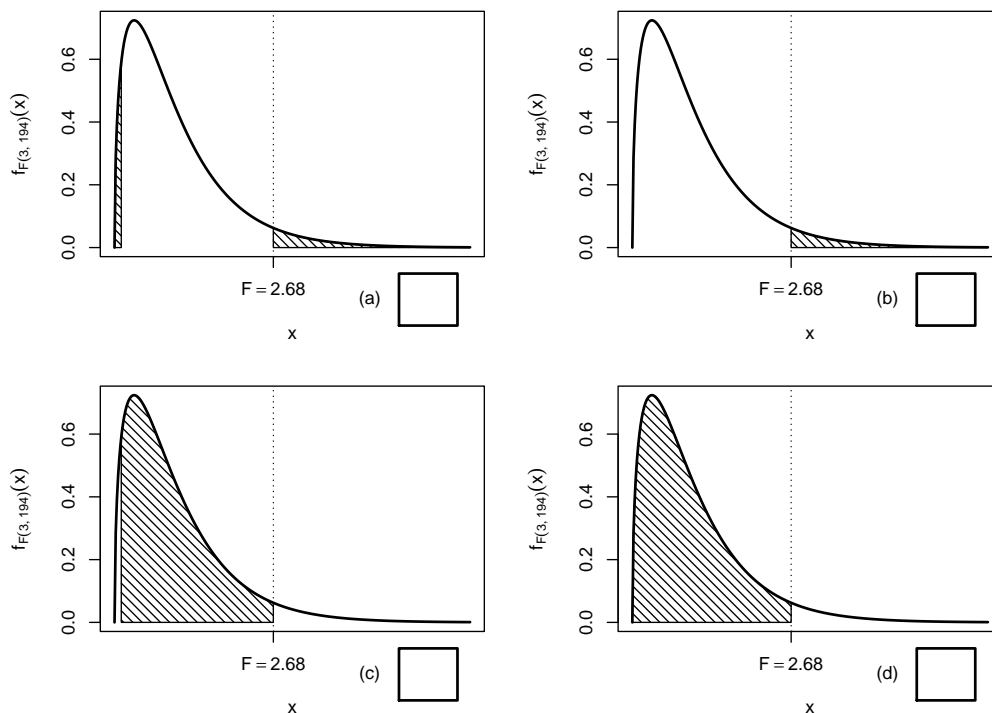 f_F(3, 194)(x)
0.0 0.2 0.4 0.6
F = 2.68
x
(a)
f_F(3, 194)(x)
0.0 0.2 0.4 0.6
F = 2.68
x
(b)
f_F(3, 194)(x)
0.0 0.2 0.4 0.6
F = 2.68
x
(c)
f_F(3, 194)(x)
0.0 0.2 0.4 0.6
F = 2.68
x
(d)